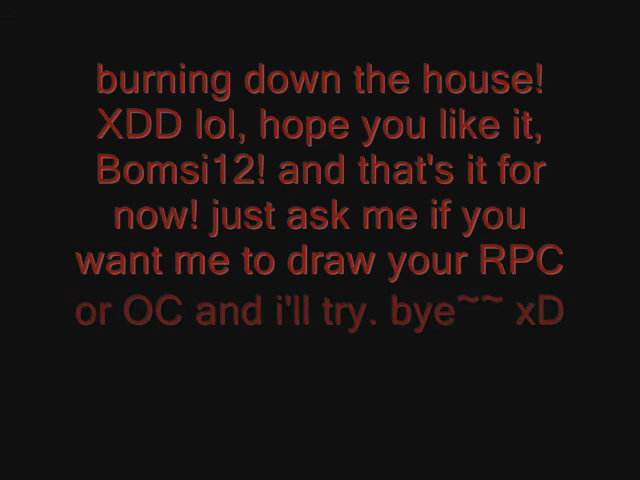 burning down the house!
XDD lol, hope you like it,
Bomsi12! and that's it for
now! just ask me if you
want me to draw your RPC
or OC and i'll try. bye~~ xD